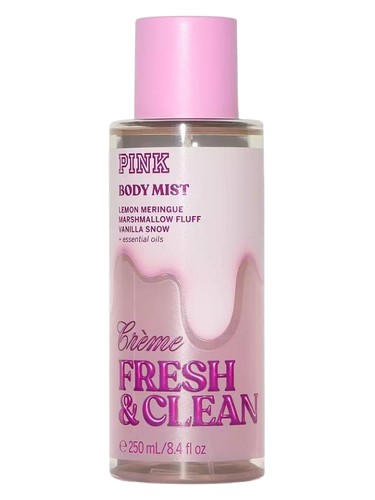 PINK
BODY MIST
LEMON MERINGUE
MARSHMALLOW FLUFF
VANILLA SNOW
+ essential oils
Crème
FRESH
& CLEAN
℮ 250 mL/8.4 fl oz